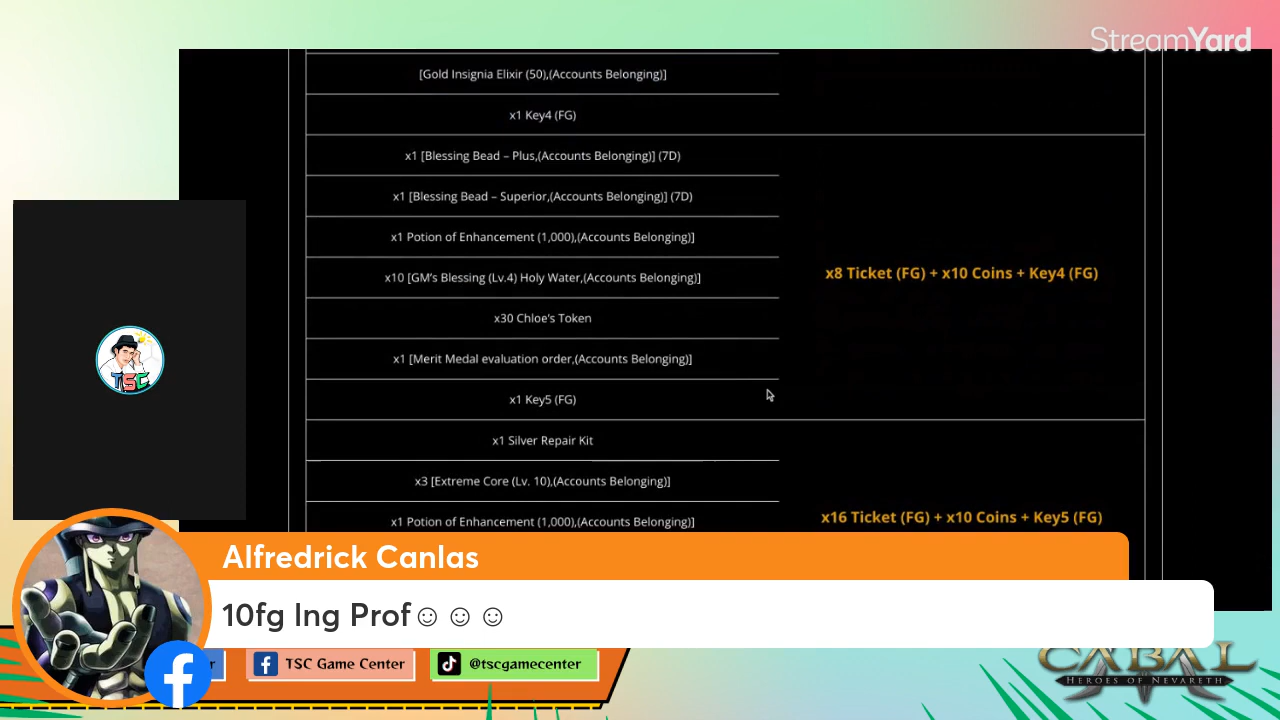 StreamYard
[Gold Insignia Elixir (50),(Accounts Belonging)]
x1 Key4 (FG)
x1 [Blessing Bead – Plus,(Accounts Belonging)] (7D)
x1 [Blessing Bead – Superior,(Accounts Belonging)] (7D)
x1 Potion of Enhancement (1,000),(Accounts Belonging)]
x10 [GM's Blessing (Lv.4) Holy Water,(Accounts Belonging)]
x8 Ticket (FG) + x10 Coins + Key4 (FG)
x30 Chloe's Token
x1 [Merit Medal evaluation order,(Accounts Belonging)]
x1 Key5 (FG)
x1 Silver Repair Kit
x3 [Extreme Core (Lv. 10),(Accounts Belonging)]
x1 Potion of Enhancement (1,000),(Accounts Belonging)]
x16 Ticket (FG) + x10 Coins + Key5 (FG)
TSC
Alfredrick Canlas
10fg lng Prof☺☺☺
TSC Game Center
@tscgamecenter
CABAL
HEROES OF NEVARETH